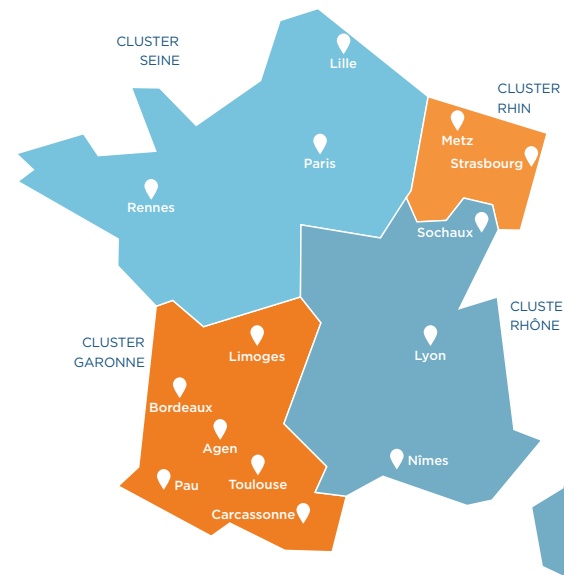 CLUSTER
SEINE
Lille
CLUSTER
RHIN
Metz
Strasbourg
Paris
Rennes
Sochaux
CLUSTE
RHÔNE
CLUSTER
GARONNE
Limoges
Lyon
Bordeaux
Agen
Nîmes
Pau
Toulouse
Carcassonne